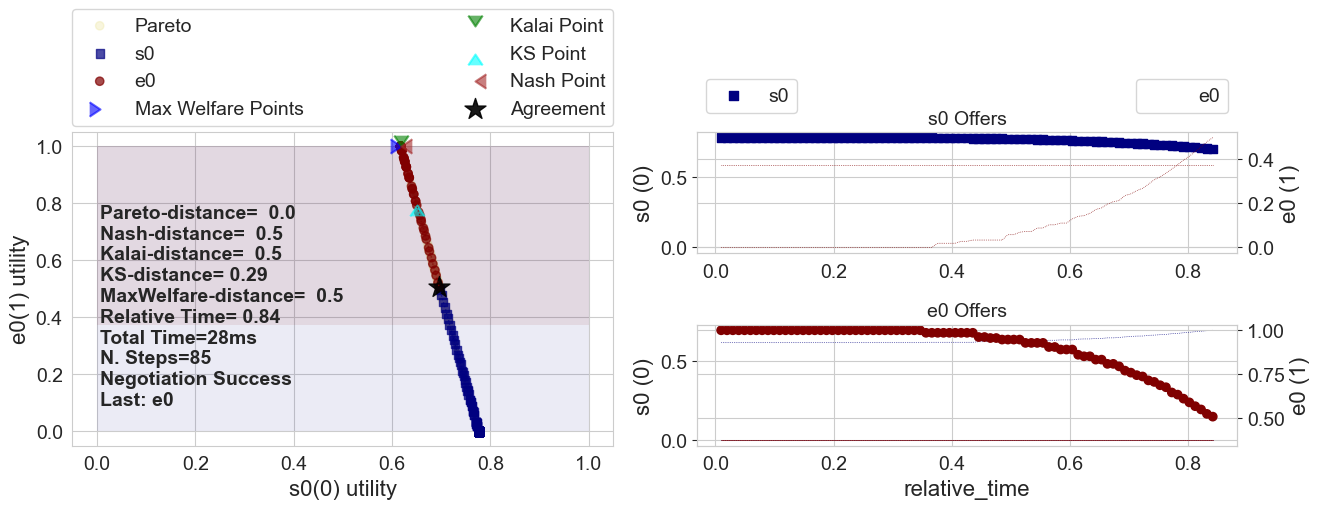 Pareto
s0
e0
Max Welfare Points
Kalai Point
KS Point
Nash Point
Agreement
1.0
0.8
0.6
0.4
0.2
0.0
e0(1) utility
Pareto-distance=  0.0
Nash-distance=  0.5
Kalai-distance=  0.5
KS-distance= 0.29
MaxWelfare-distance=  0.5
Relative Time= 0.84
Total Time=28ms
N. Steps=85
Negotiation Success
Last: e0
0.0 0.2 0.4 0.6 0.8 1.0
s0(0) utility
s0
e0
s0 Offers
s0 (0)
0.5
0.0
0.4
0.2
0.0
e0 (1)
0.0 0.2 0.4 0.6 0.8
e0 Offers
s0 (0)
0.5
0.0
1.00
0.75
0.50
e0 (1)
0.0 0.2 0.4 0.6 0.8
relative_time